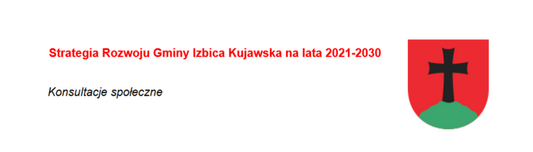 Strategia Rozwoju Gminy Izbica Kujawska na lata 2021-2030
Konsultacje społeczne